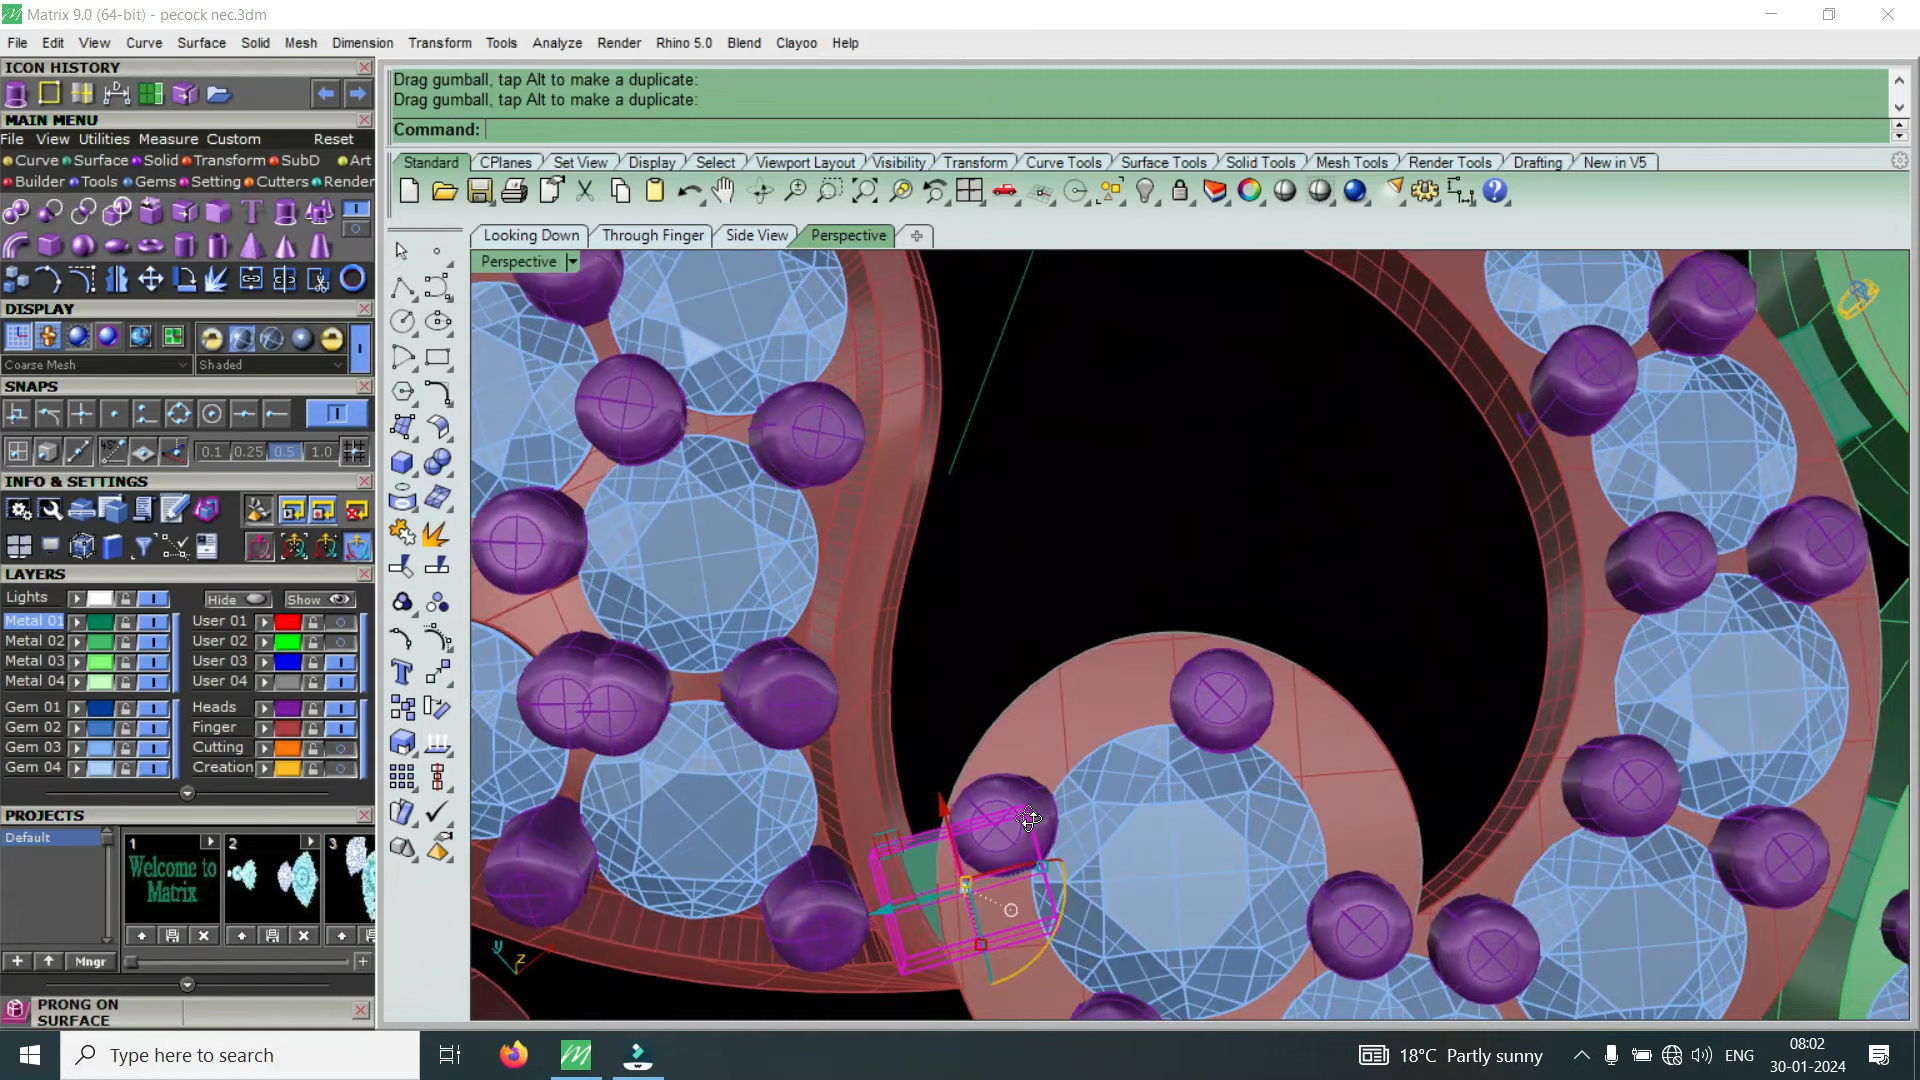 Matrix 9.0 (64-bit) - pecock nec.3dm
File Edit View Curve Surface Solid Mesh Dimension Transform Tools Analyze Render Rhino 5.0 Blend Clayoo Help
ICON HISTORY
MAIN MENU
File View Utilities Measure Custom Reset
Curve Surface Solid Transform SubD Art
Builder Tools Gems Setting Cutters Render
DISPLAY
Coarse Mesh Shaded
SNAPS
0.1 0.25 0.5 1.0
INFO & SETTINGS
LAYERS
Lights Hide Show
Metal 01 User 01
Metal 02 User 02
Metal 03 User 03
Metal 04 User 04
Gem 01 Heads
Gem 02 Finger
Gem 03 Cutting
Gem 04 Creation
PROJECTS
Default
1 2 3
Welcome to
Matrix
Mngr
PRONG ON
SURFACE
Drag gumball, tap Alt to make a duplicate:
Drag gumball, tap Alt to make a duplicate:
Command:
Standard CPlanes Set View Display Select Viewport Layout Visibility Transform Curve Tools Surface Tools Solid Tools Mesh Tools Render Tools Drafting New in V5
Looking Down Through Finger Side View Perspective
Perspective
y x
z
Type here to search
18°C Partly sunny
ENG
08:02
30-01-2024